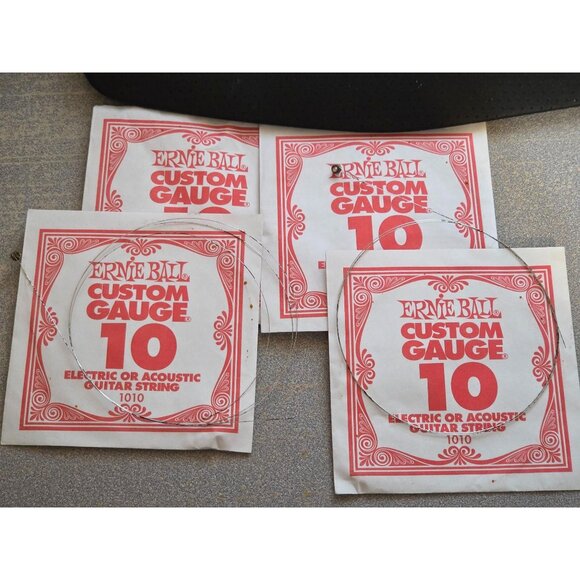 ERNIE BALL
CUSTOM
GAUGE
10
ERNIE BALL
CUSTOM
GAUGE
10
E
ERNIE BALL
CUSTOM
GAUGE®
10
ELECTRIC OR ACOUSTIC
GUITAR STRING
1010
ERNIE BALL
CUSTOM
GAUGE®
10
ELECTRIC OR ACOUSTIC
GUITAR STRING
1010